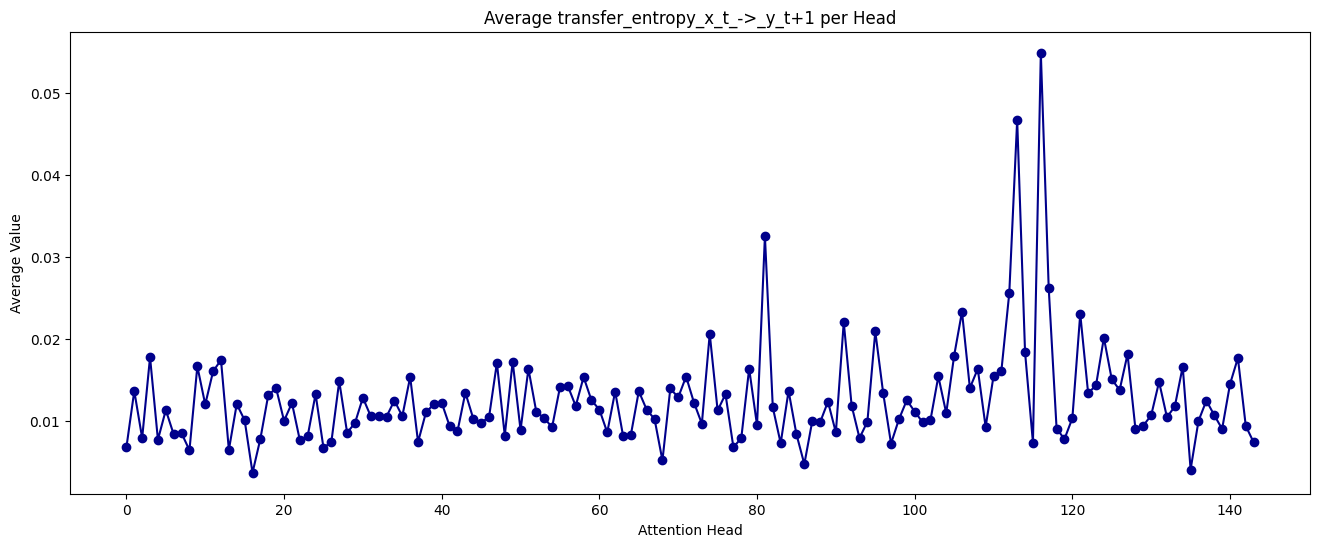 Average transfer_entropy_x_t_->_y_t+1 per Head
Average Value
0.05
0.04
0.03
0.02
0.01
0 20 40 60 80 100 120 140
Attention Head